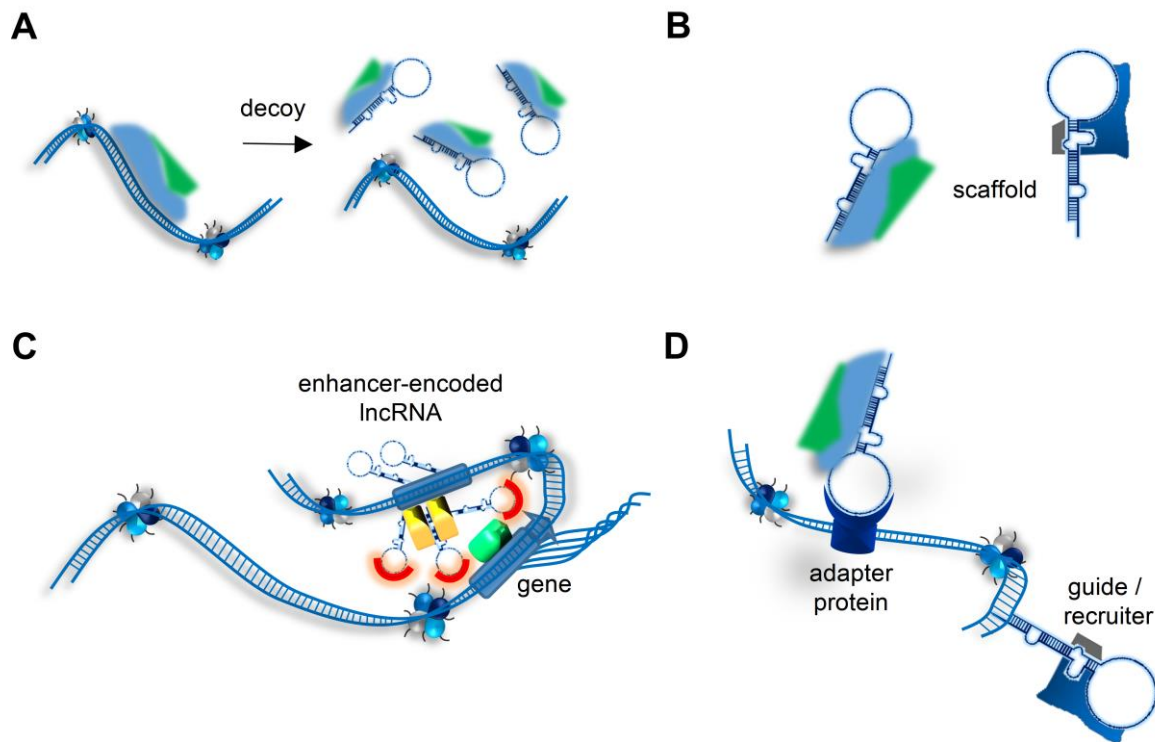 A
decoy
B
scaffold
C
enhancer-encoded
lncRNA
gene
D
adapter
protein
guide /
recruiter